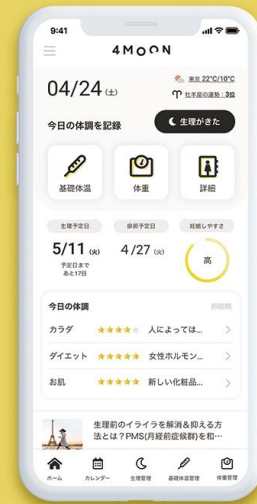 9:41
4MOON
04/24 (土)
東京 22°C/10°C
牡羊座の運勢:3位
今日の体調を記録
生理がきた
基礎体温
体重
詳細
生理予定日
排卵予定日
妊娠しやすさ
5/11 (火)
4/27 (火)
高
予定日まで
あと17日
今日の体調
カラダ ★★★★★ 人によっては...
ダイエット ★★★★★ 女性ホルモン...
お肌 ★★★★★ 新しい化粧品...
生理前のイライラを解消&抑える方
法とは?PMS(月経前症候群)を和…
ホーム
カレンダー
生理管理
基礎体温管理
体重管理